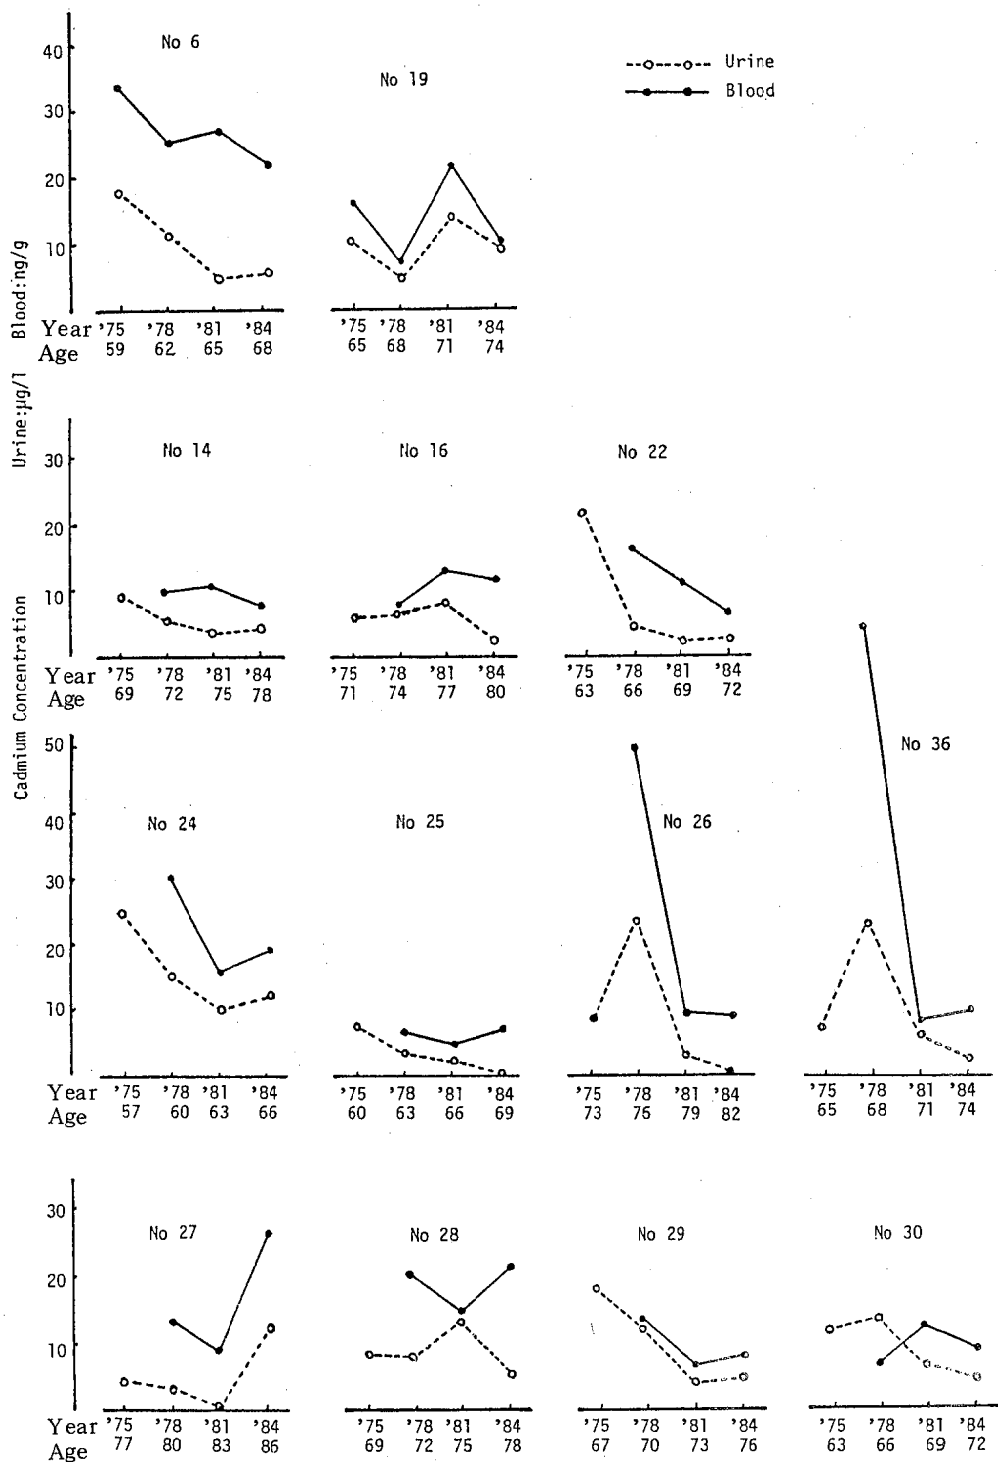 No 6
No 19
Urine
Blood
40
30
20
10
Year '75 '78 '81 '84 '75 '78 '81 '84
Age 59 62 65 68 65 68 71 74
Cadmium Concentration Urine:µg/l Blood:ng/g
No 14 No 16 No 22
30
20
10
Year '75 '78 '81 '84 '75 '78 '81 '84 '75 '78 '81 '84
Age 69 72 75 78 71 74 77 80 63 66 69 72
No 24 No 25 No 26 No 36
50
40
30
20
10
Year '75 '78 '81 '84 '75 '78 '81 '84 '75 '78 '81 '84 '75 '78 '81 '84
Age 57 60 63 66 60 63 66 69 73 75 79 82 65 68 71 74
No 27 No 28 No 29 No 30
30
20
10
Year '75 '78 '81 '84 '75 '78 '81 '84 '75 '78 '81 '84 '75 '78 '81 '84
Age 77 80 83 86 69 72 75 78 67 70 73 76 63 66 69 72